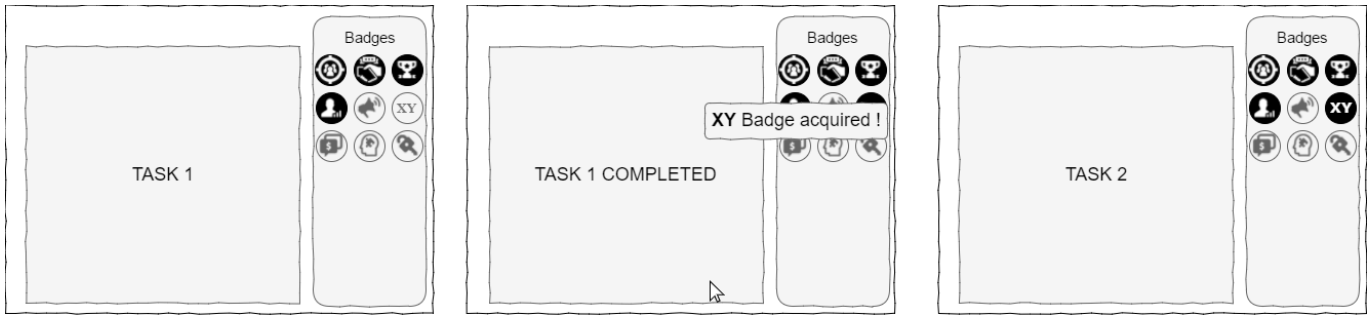 Badges
XY
TASK 1
Badges
XY Badge acquired !
TASK 1 COMPLETED
Badges
XY
TASK 2